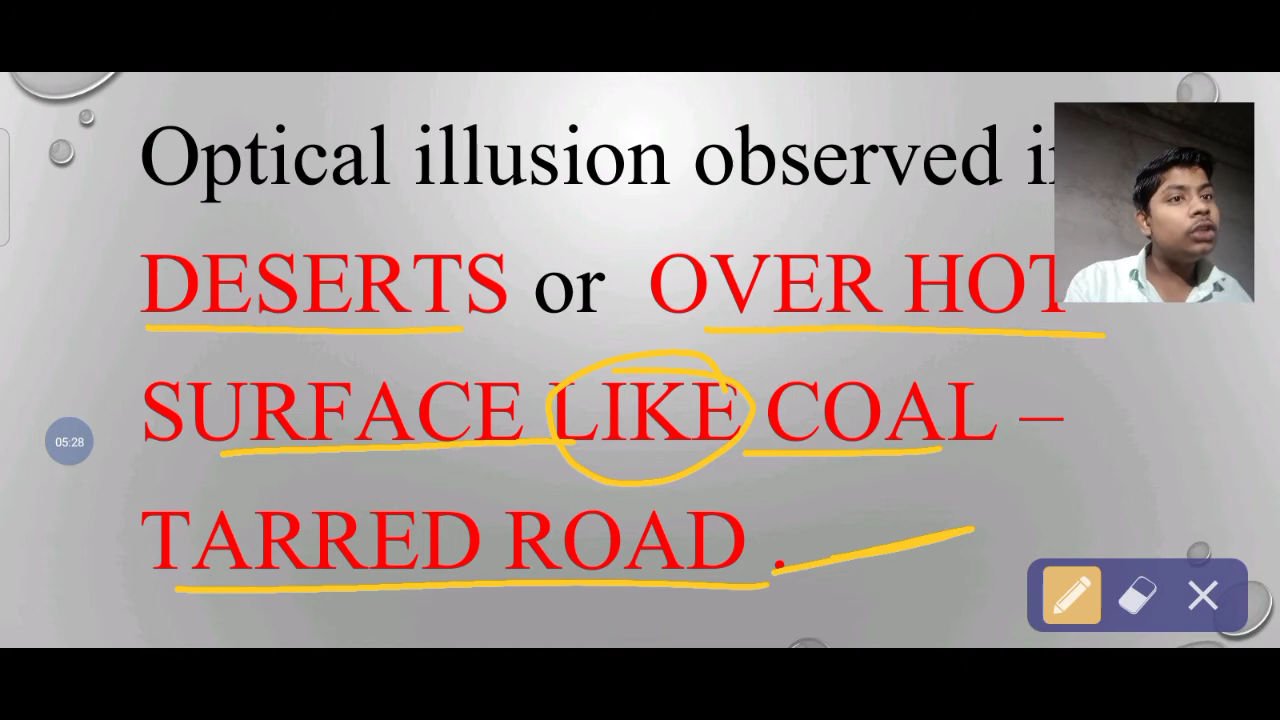 Optical illusion observed
DESERTS or OVER HOT
SURFACE LIKE COAL –
TARRED ROAD .
05:28